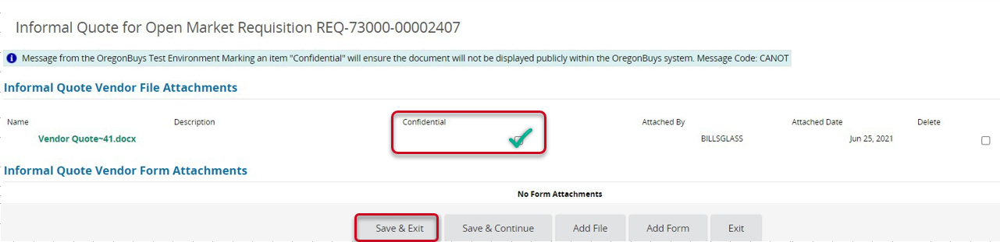 Informal Quote for Open Market Requisition REQ-73000-00002407
Message from the OregonBuys Test Environment Marking an item "Confidential" will ensure the document will not be displayed publicly within the OregonBuys system. Message Code: CANOT
Informal Quote Vendor File Attachments
Name Description Confidential Attached By Attached Date Delete
Vendor Quote~41.docx BILLSGLASS Jun 25, 2021
Informal Quote Vendor Form Attachments
No Form Attachments
Save & Exit Save & Continue Add File Add Form Exit